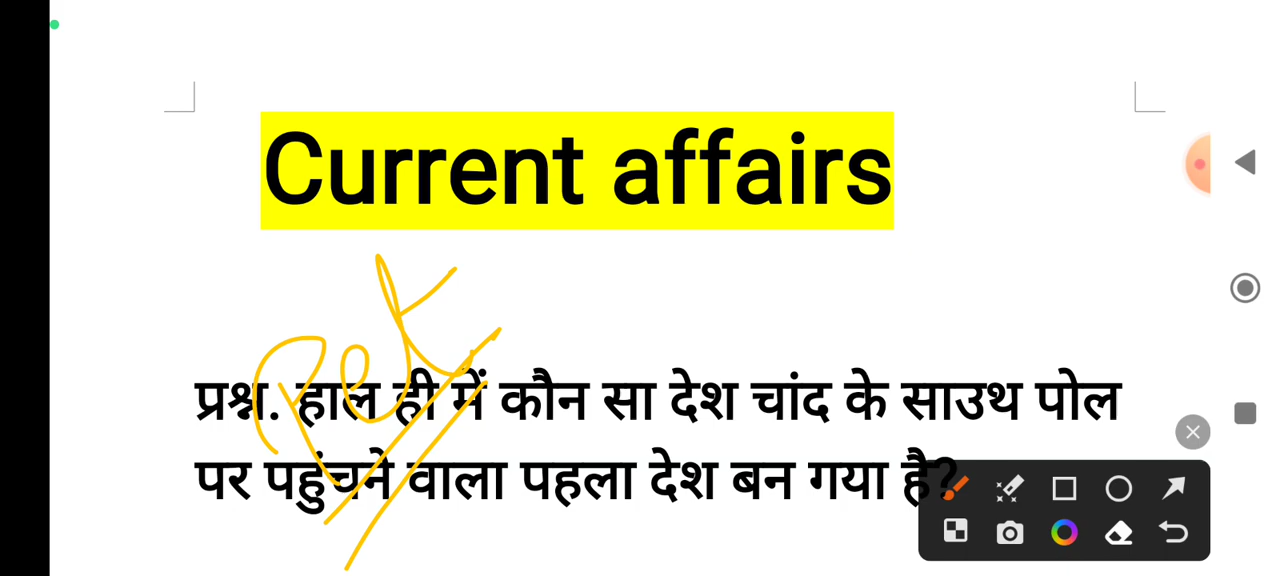 Current affairs
प्रश्न. हाल ही में कौन सा देश चांद के साउथ पोल
पर पहुंचने वाला पहला देश बन गया है?